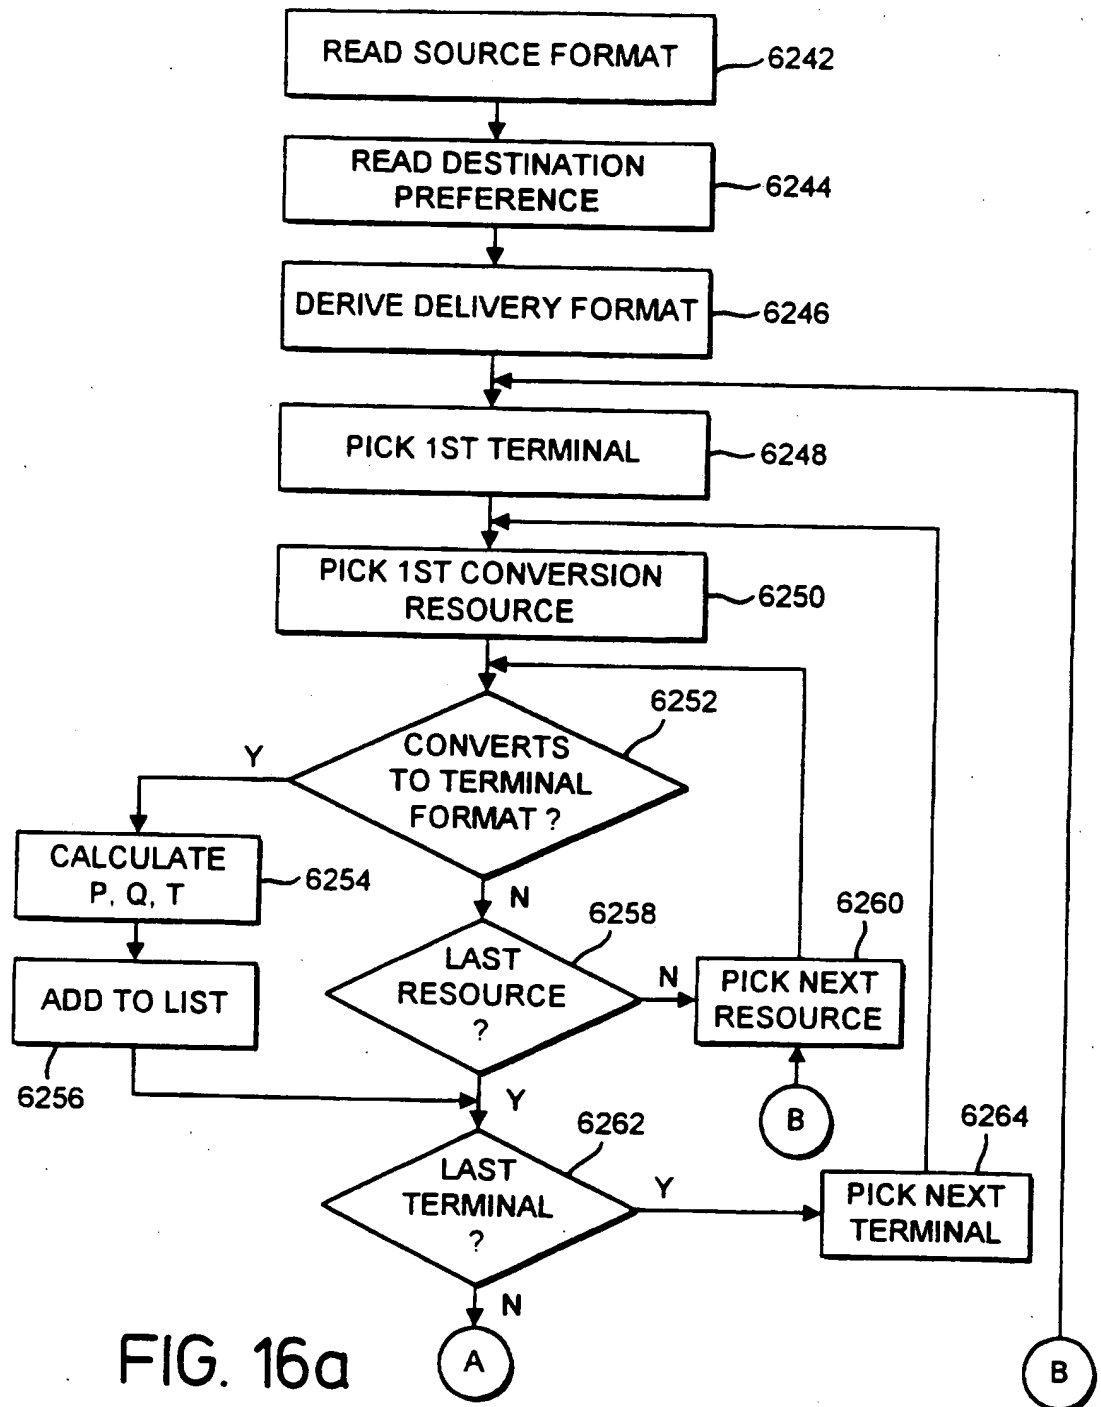 READ SOURCE FORMAT
6242
READ DESTINATION
PREFERENCE
6244
DERIVE DELIVERY FORMAT
6246
PICK 1ST TERMINAL
6248
PICK 1ST CONVERSION
RESOURCE
6250
CONVERTS
TO TERMINAL
FORMAT ?
6252
Y
N
CALCULATE
P, Q, T
6254
ADD TO LIST
6256
LAST
RESOURCE
?
6258
N
Y
PICK NEXT
RESOURCE
6260
B
LAST
TERMINAL
?
6262
Y
N
PICK NEXT
TERMINAL
6264
A
B
FIG. 16a